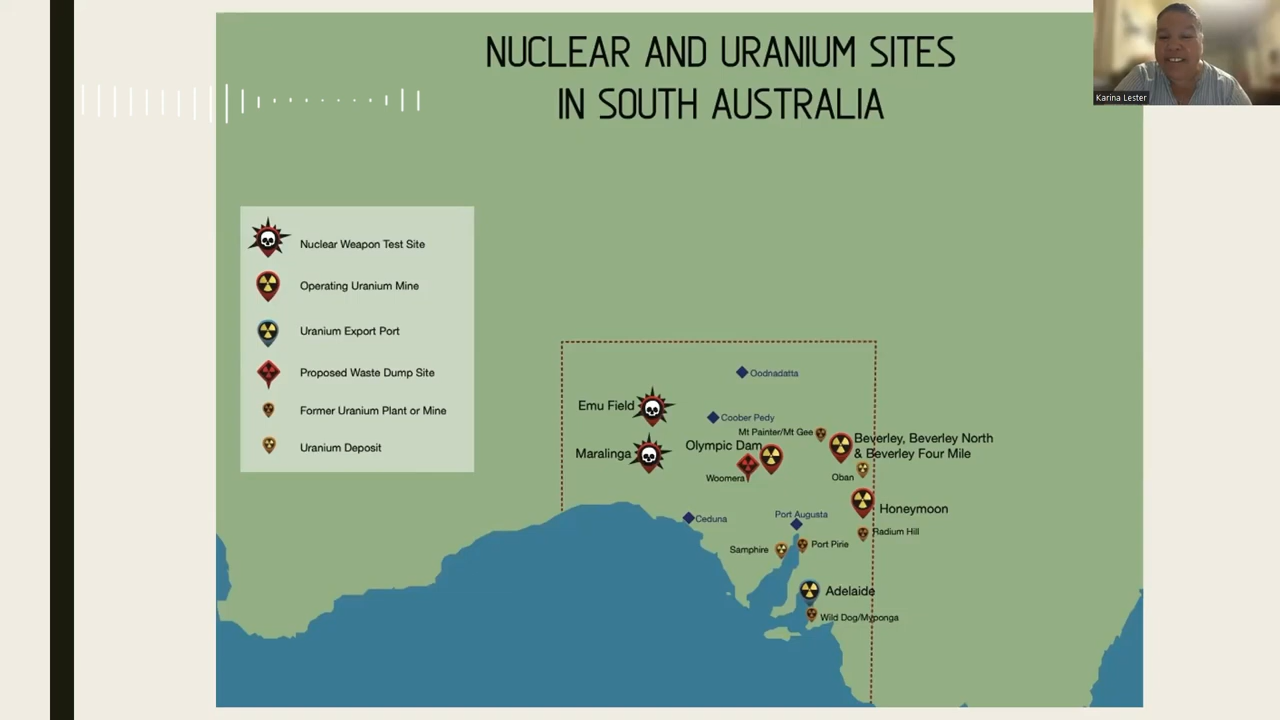 NUCLEAR AND URANIUM SITES
IN SOUTH AUSTRALIA
Karina Lester
Nuclear Weapon Test Site
Operating Uranium Mine
Uranium Export Port
Proposed Waste Dump Site
Former Uranium Plant or Mine
Uranium Deposit
Oodnadatta
Emu Field
Coober Pedy
Mt Painter/Mt Gee
Beverley, Beverley North
& Beverley Four Mile
Olympic Dam
Maralinga
Woomera
Oban
Honeymoon
Ceduna
Port Augusta
Radium Hill
Samphire
Port Pirie
Adelaide
Wild Dog/Myponga